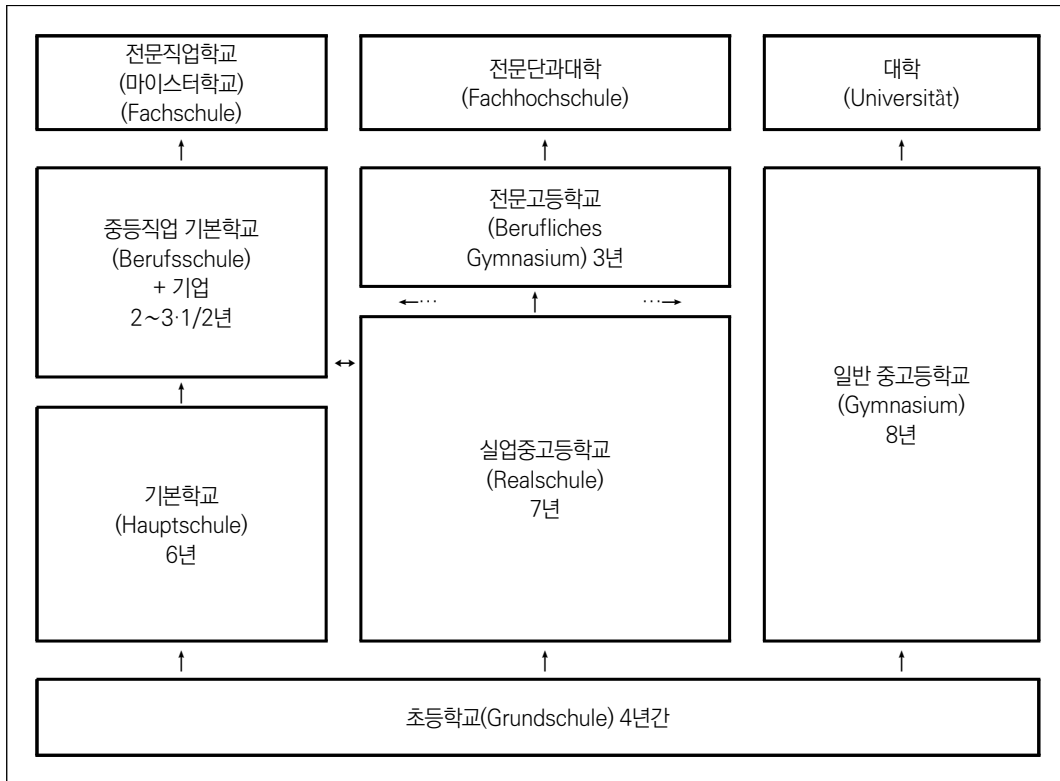 전문직업학교
(마이스터학교)
(Fachschule)
전문단과대학
(Fachhochschule)
대학
(Universität)
중등직업 기본학교
(Berufsschule)
+ 기업
2~3·1/2년
전문고등학교
(Berufliches
Gymnasium) 3년
←…
…→
↔
일반 중고등학교
(Gymnasium)
8년
실업중고등학교
(Realschule)
7년
기본학교
(Hauptschule)
6년
초등학교(Grundschule) 4년간